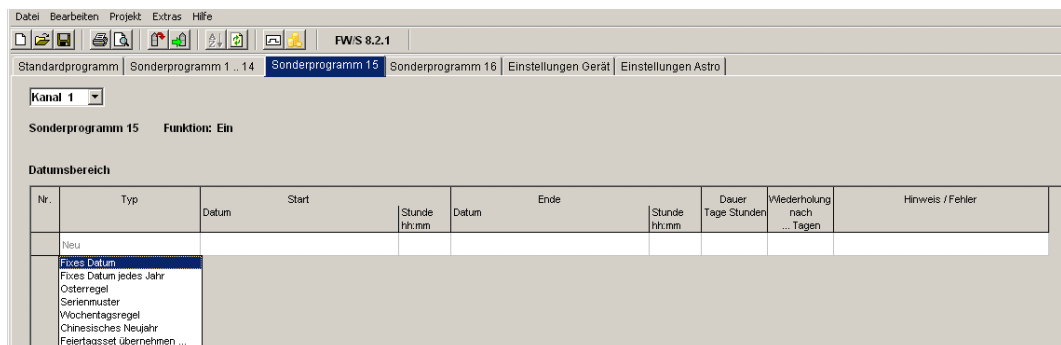 Datei Bearbeiten Projekt Extras Hilfe
FW/S 8.2.1
Standardprogramm Sonderprogramm 1 .. 14 Sonderprogramm 15 Sonderprogramm 16 Einstellungen Gerät Einstellungen Astro
Kanal 1
Sonderprogramm 15 Funktion: Ein
Datumsbereich
Nr. Typ Start Ende Dauer Wiederholung Hinweis / Fehler
Datum Stunde Datum Stunde Tage Stunden nach
hh:mm hh:mm ... Tagen
Neu
Fixes Datum
Fixes Datum jedes Jahr
Osterregel
Serienmuster
Wochentagsregel
Chinesisches Neujahr
Feiertagsset übernehmen ...